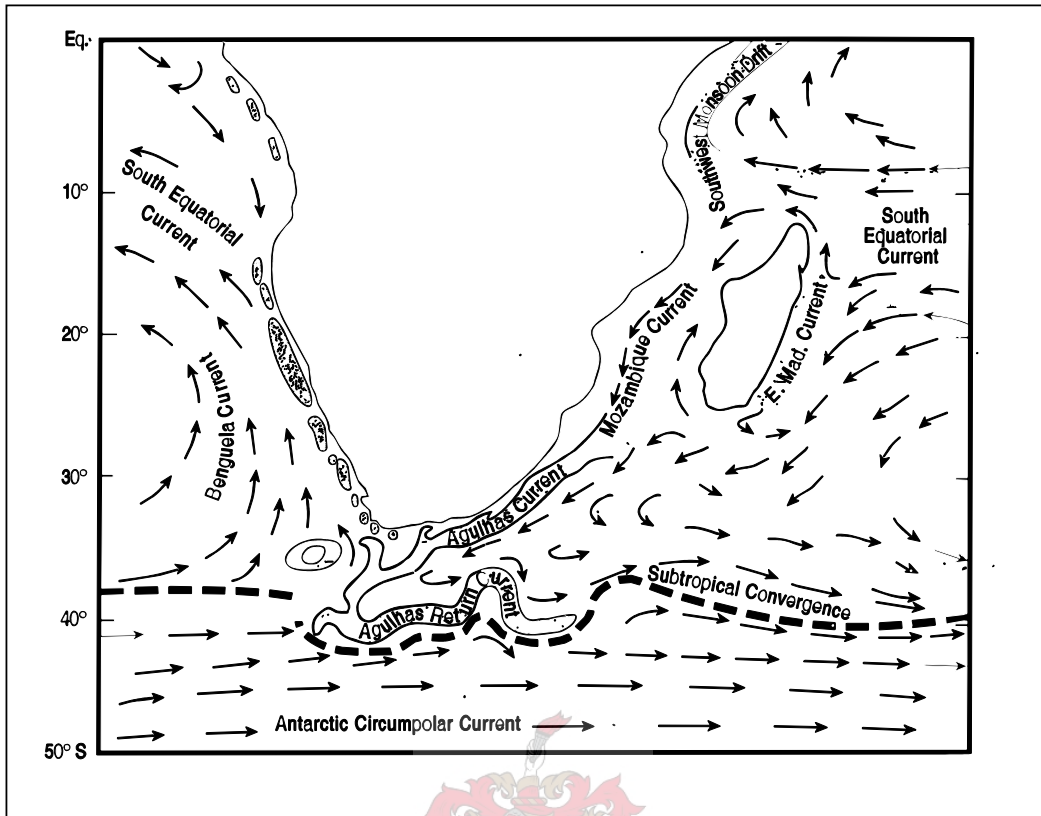 Eq.
Southwest Monsoon Drift
10°
South Equatorial
Current
South
Equatorial
Current
20°
Mozambique Current
E. Mad. Current
Benguela Current
30°
Agulhas Current
Subtropical Convergence
40°
Agulhas Return Current
Antarctic Circumpolar Current
50° S